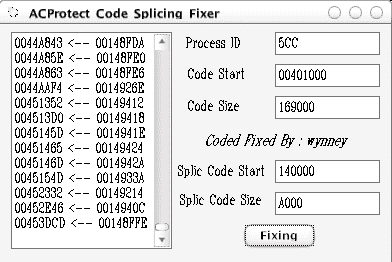 ACProtect Code Splicing Fixer
0044A843 <-- 00148FDA
0044A85E <-- 00148FE0
0044A863 <-- 00148FE6
0044AAF4 <-- 0014926E
00451352 <-- 00149412
004513D0 <-- 00149418
0045145D <-- 0014941E
00451465 <-- 00149424
0045146D <-- 0014942A
0045154D <-- 0014933A
00452332 <-- 00149214
00452E46 <-- 0014940C
00453DCD <-- 00148FFE
Process ID 5CC
Code Start 00401000
Code Size 169000
Coded Fixed By : wynney
Splic Code Start 140000
Splic Code Size A000
Fixing